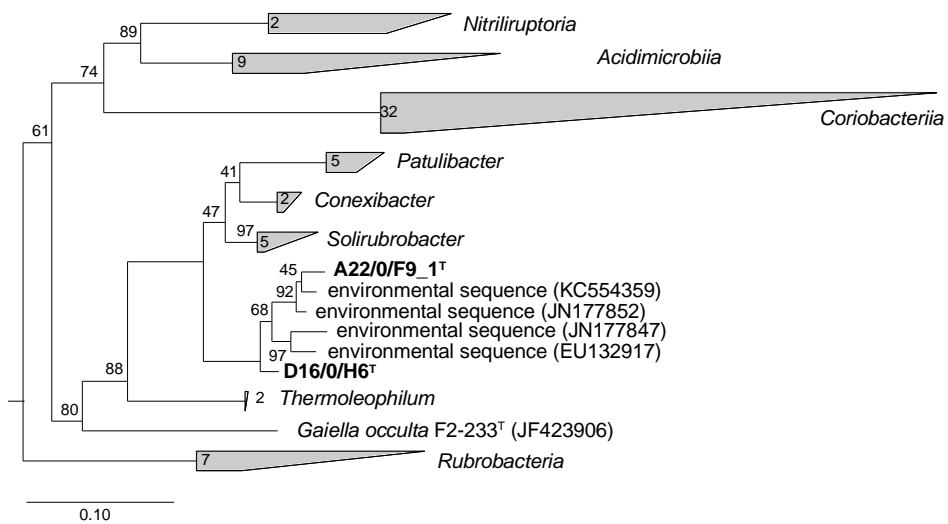 2 Nitriliruptoria
89
9 Acidimicrobiia
74
32 Coriobacteriia
61
5 Patulibacter
41
2 Conexibacter
47
97 5 Solirubrobacter
45 A22/0/F9_1ᵀ
environmental sequence (KC554359)
92
environmental sequence (JN177852)
68
environmental sequence (JN177847)
97 environmental sequence (EU132917)
D16/0/H6ᵀ
88
2 Thermoleophilum
80
Gaiella occulta F2-233ᵀ (JF423906)
7 Rubrobacteria
0.10